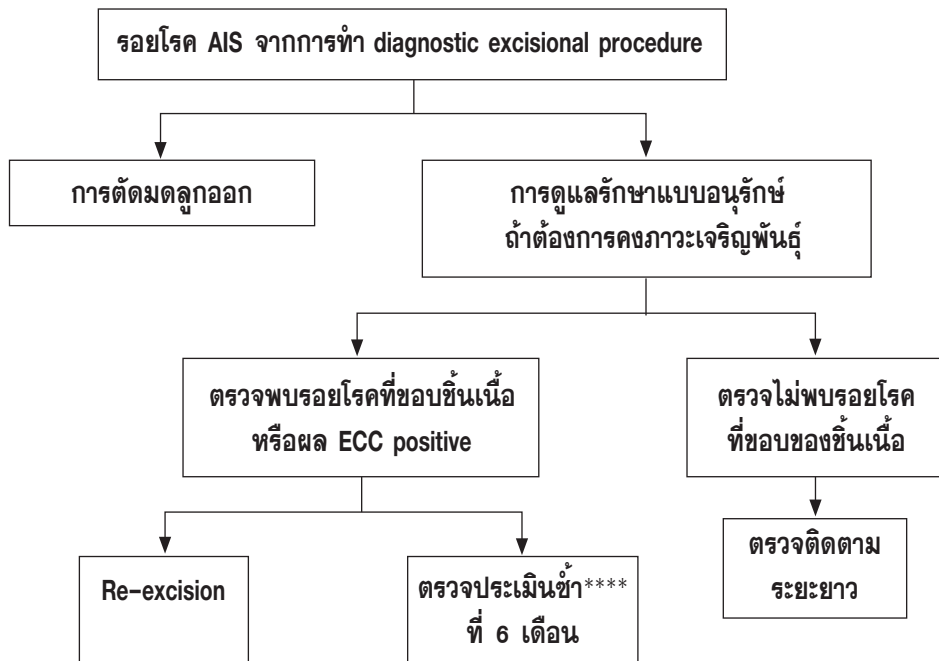 รอยโรค AIS จากการทำ diagnostic excisional procedure
การตัดมดลูกออก
การดูแลรักษาแบบอนุรักษ์
ถ้าต้องการคงภาวะเจริญพันธุ์
ตรวจพบรอยโรคที่ขอบชิ้นเนื้อ
หรือผล ECC positive
ตรวจไม่พบรอยโรค
ที่ขอบของชิ้นเนื้อ
Re-excision
ตรวจประเมินซ้ำ****
ที่ 6 เดือน
ตรวจติดตาม
ระยะยาว